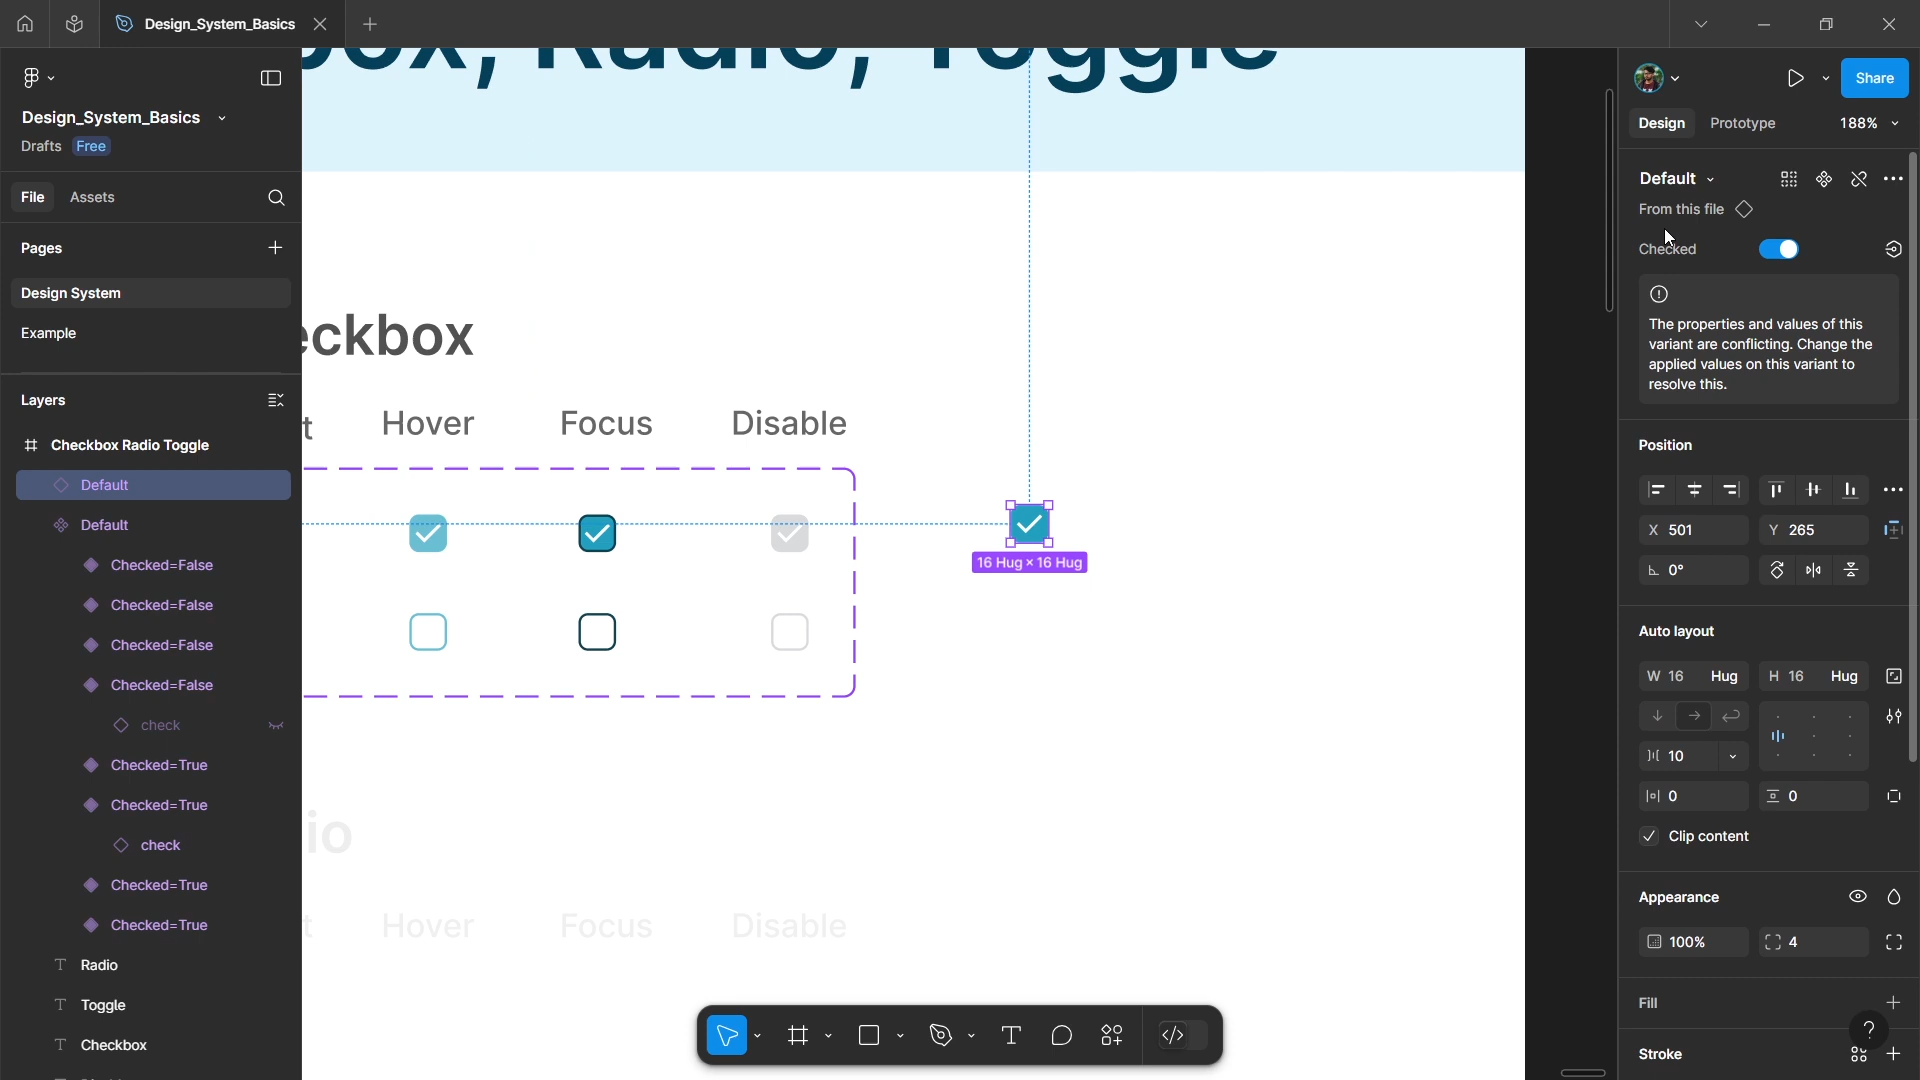 Design_System_Basics
box, Radio, Toggle
Share
Design_System_Basics
Drafts Free
Design Prototype 188%
File Assets
Default
From this file
Pages
Checked
Design System
Example
The properties and values of this
variant are conflicting. Change the
applied values on this variant to
resolve this.
eckbox
Layers
t Hover Focus Disable
Checkbox Radio Toggle
Position
Default
Default
X 501 Y 265
16 Hug × 16 Hug
Checked=False
0°
Checked=False
Auto layout
Checked=False
W 16 Hug H 16 Hug
Checked=False
check
10
Checked=True
0 0
Checked=True
Clip content
check
io
Checked=True
Appearance
Checked=True
t Hover Focus Disable
100% 4
Radio
Toggle
Fill
?
Checkbox
Stroke